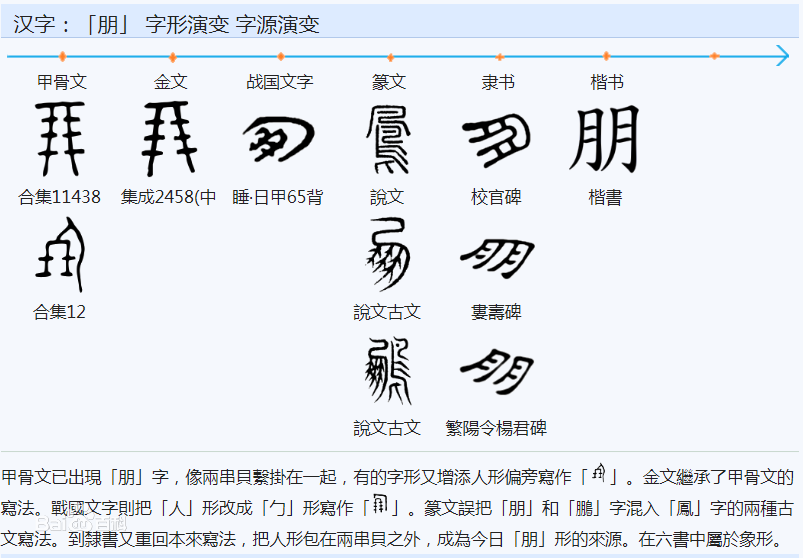 汉字：「朋」 字形演变 字源演变
甲骨文 金文 战国文字 篆文 隶书 楷书
朋
合集11438 集成2458(中 睡·日甲65背 說文 校官碑 楷書
合集12 說文古文 婁壽碑
說文古文 繁陽令楊君碑
甲骨文已出現「朋」字，像兩串貝繫掛在一起，有的字形又增添人形偏旁寫作「」。金文繼承了甲骨文的
寫法。戰國文字則把「人」形改成「勹」形寫作「」。篆文誤把「朋」和「鵬」字混入「鳳」字的兩種古
文寫法。到隸書又重回本來寫法，把人形包在兩串貝之外，成為今日「朋」形的來源。在六書中屬於象形。
Baidu百科